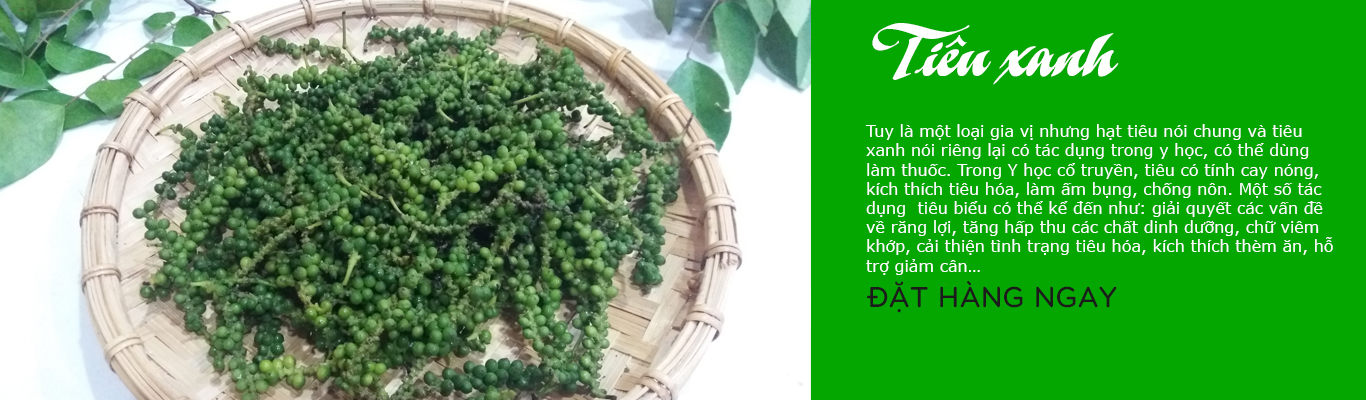 Tiêu xanh
Tuy là một loại gia vị nhưng hạt tiêu nói chung và tiêu
xanh nói riêng lại có tác dụng trong y học, có thể dùng
làm thuốc. Trong Y học cổ truyền, tiêu có tính cay nóng,
kích thích tiêu hóa, làm ấm bụng, chống nôn. Một số tác
dụng  tiêu biểu có thể kể đến như: giải quyết các vấn đề
về răng lợi, tăng hấp thu các chất dinh dưỡng, chữ viêm
khớp, cải thiện tình trạng tiêu hóa, kích thích thèm ăn, hỗ
trợ giảm cân...
ĐẶT HÀNG NGAY